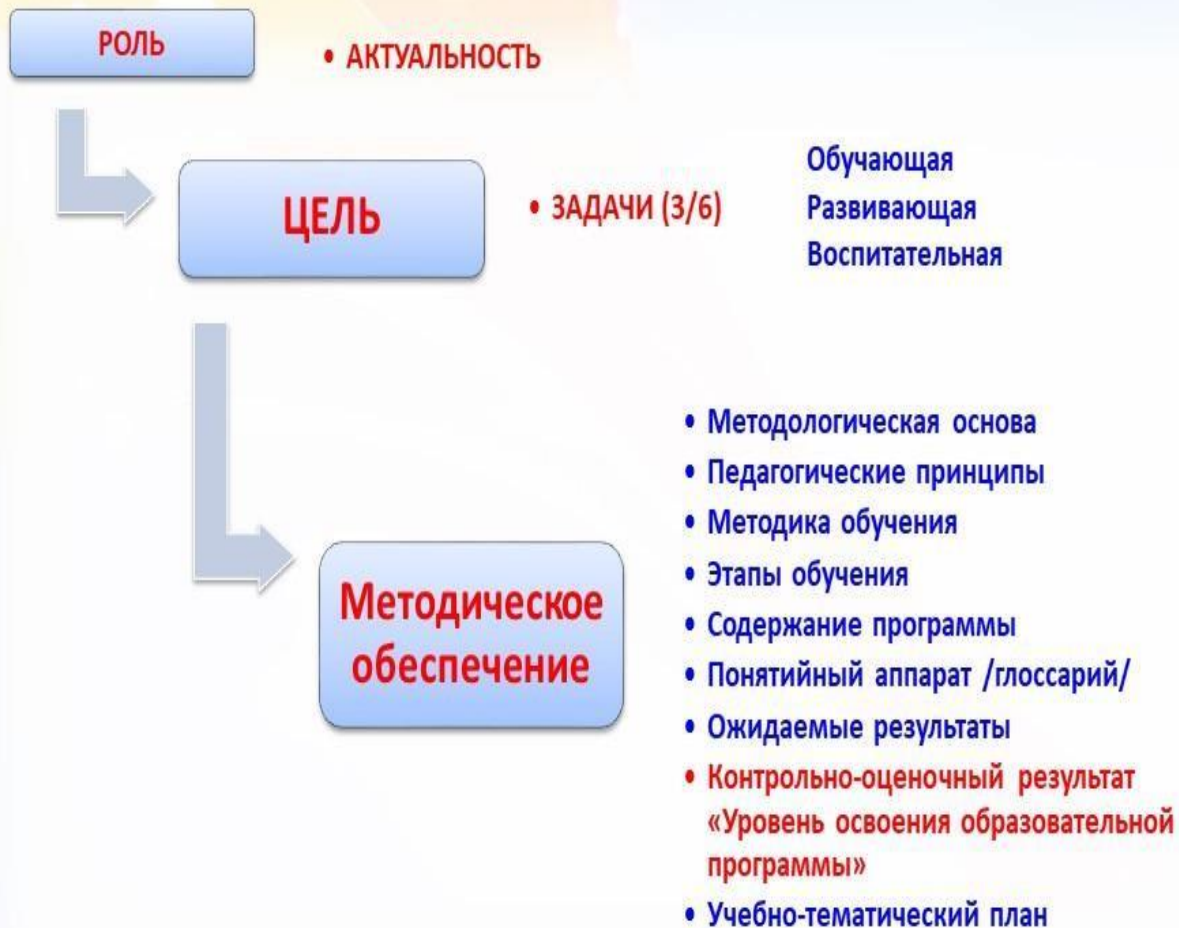 РОЛЬ
• АКТУАЛЬНОСТЬ
ЦЕЛЬ
• ЗАДАЧИ (3/6)
Обучающая
Развивающая
Воспитательная
Методическое
обеспечение
• Методологическая основа
• Педагогические принципы
• Методика обучения
• Этапы обучения
• Содержание программы
• Понятийный аппарат /глоссарий/
• Ожидаемые результаты
• Контрольно-оценочный результат
«Уровень освоения образовательной
программы»
• Учебно-тематический план